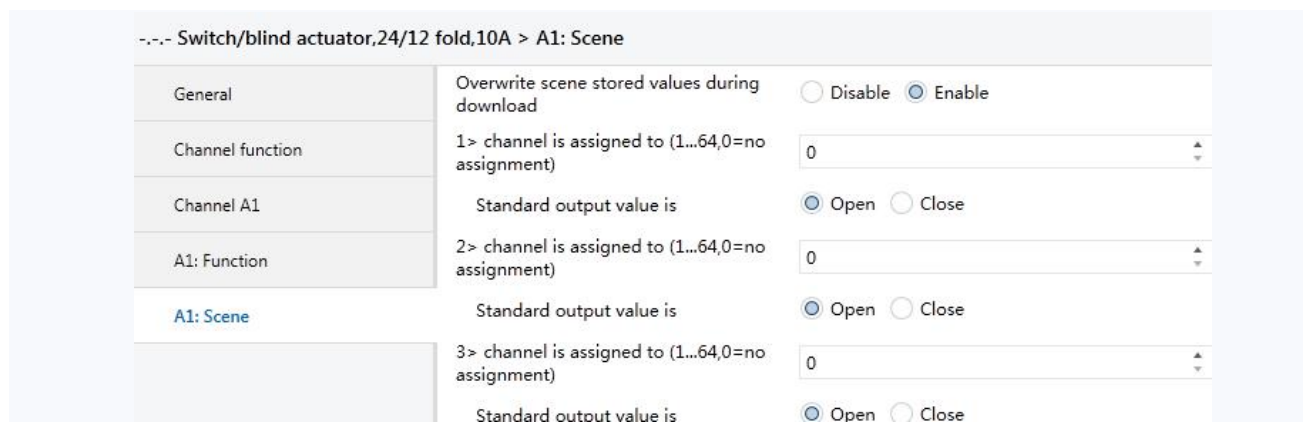 -.-.- Switch/blind actuator,24/12 fold,10A > A1: Scene
General
Overwrite scene stored values during
download
Disable Enable
Channel function
1> channel is assigned to (1...64,0=no
assignment)
0
Channel A1
Standard output value is
Open Close
A1: Function
2> channel is assigned to (1...64,0=no
assignment)
0
A1: Scene
Standard output value is
Open Close
3> channel is assigned to (1...64,0=no
assignment)
0
Standard output value is
Open Close